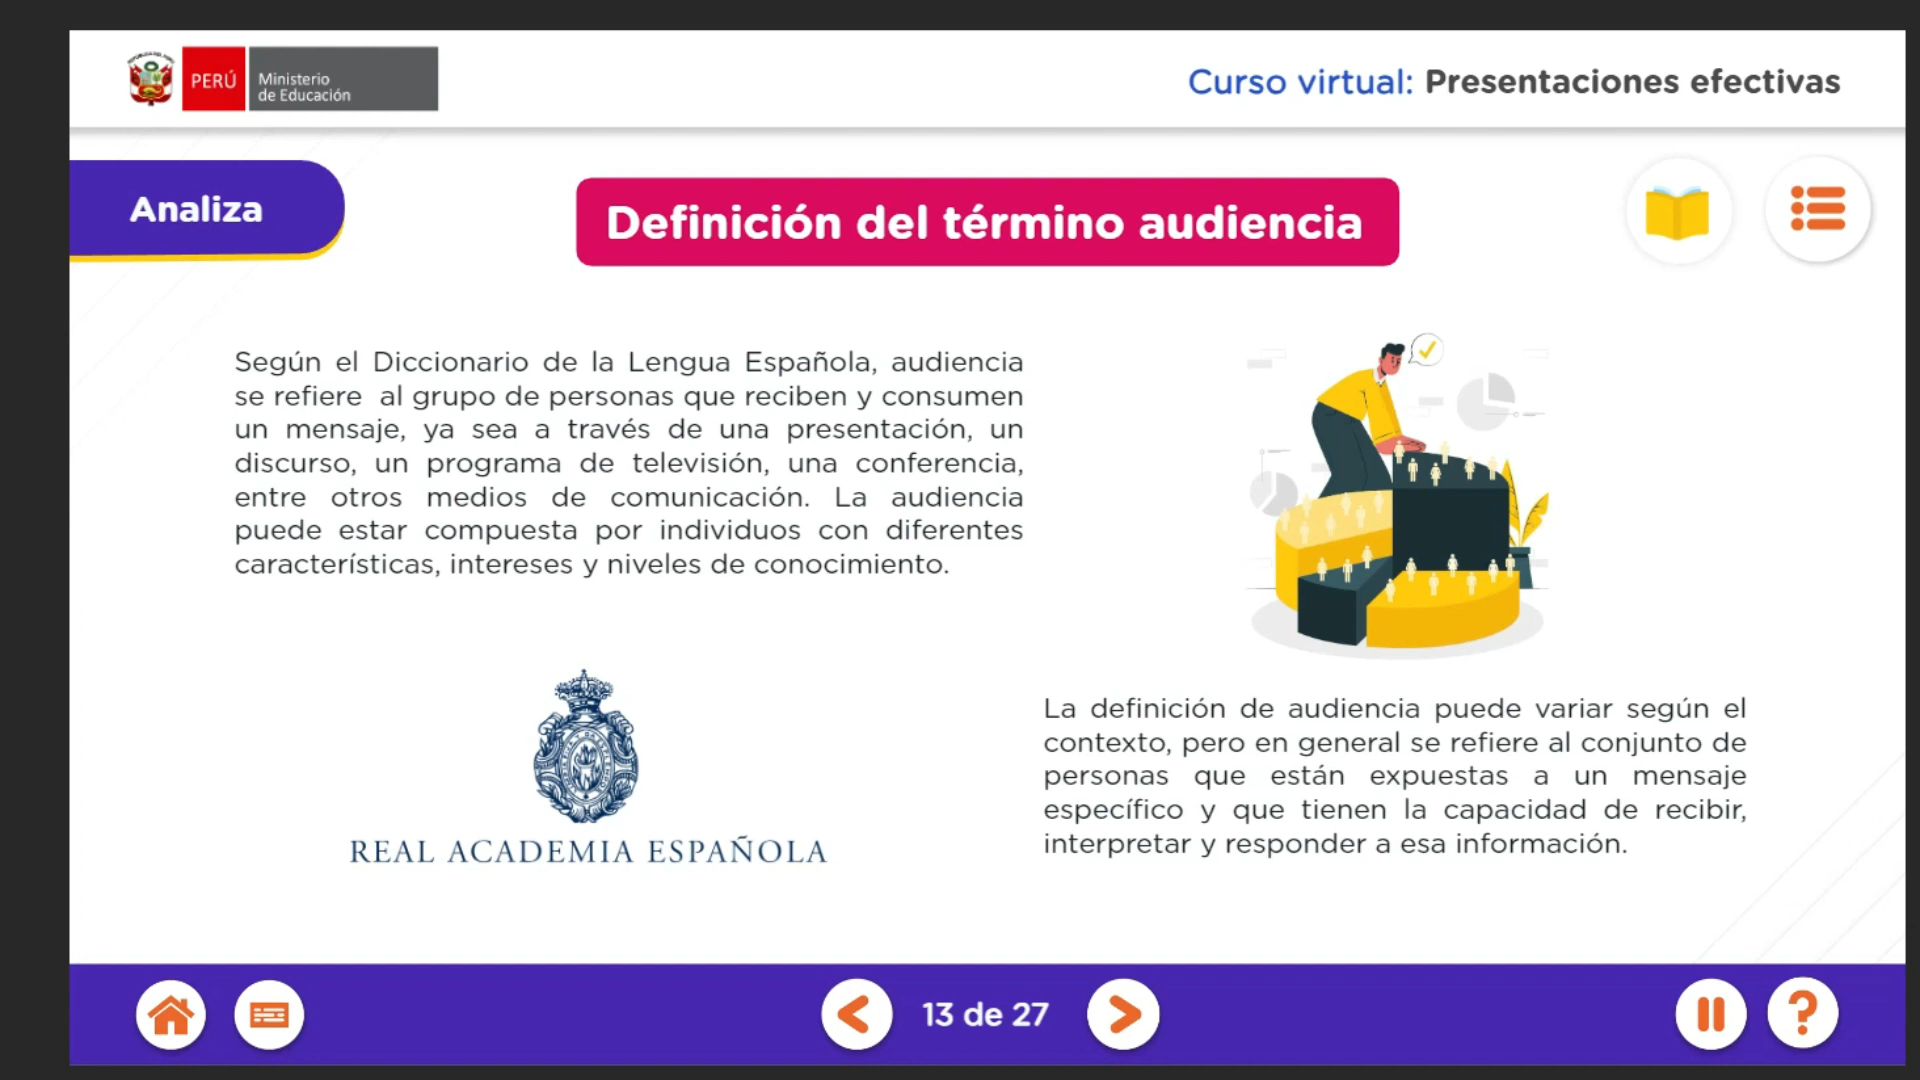 PERÚ
Ministerio
de Educación
Curso virtual: Presentaciones efectivas
Analiza
Definición del término audiencia
Según el Diccionario de la Lengua Española, audiencia
se refiere al grupo de personas que reciben y consumen
un mensaje, ya sea a través de una presentación, un
discurso, un programa de televisión, una conferencia,
entre otros medios de comunicación. La audiencia
puede estar compuesta por individuos con diferentes
características, intereses y niveles de conocimiento.
REAL ACADEMIA ESPAÑOLA
La definición de audiencia puede variar según el
contexto, pero en general se refiere al conjunto de
personas que están expuestas a un mensaje
específico y que tienen la capacidad de recibir,
interpretar y responder a esa información.
13 de 27
?